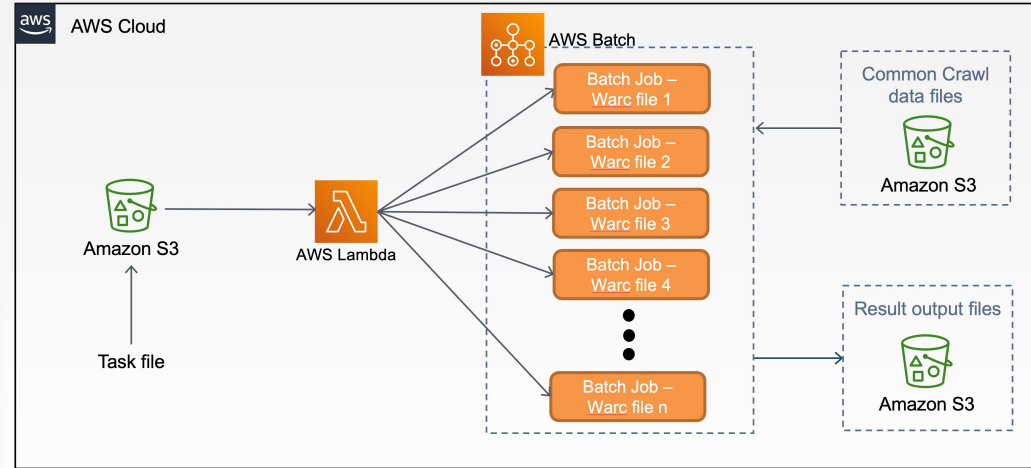 aws
AWS Cloud
AWS Batch
Batch Job –
Warc file 1
Batch Job –
Warc file 2
Batch Job –
Warc file 3
Batch Job –
Warc file 4
Batch Job –
Warc file n
Common Crawl
data files
Amazon S3
Amazon S3
AWS Lambda
Task file
Result output files
Amazon S3